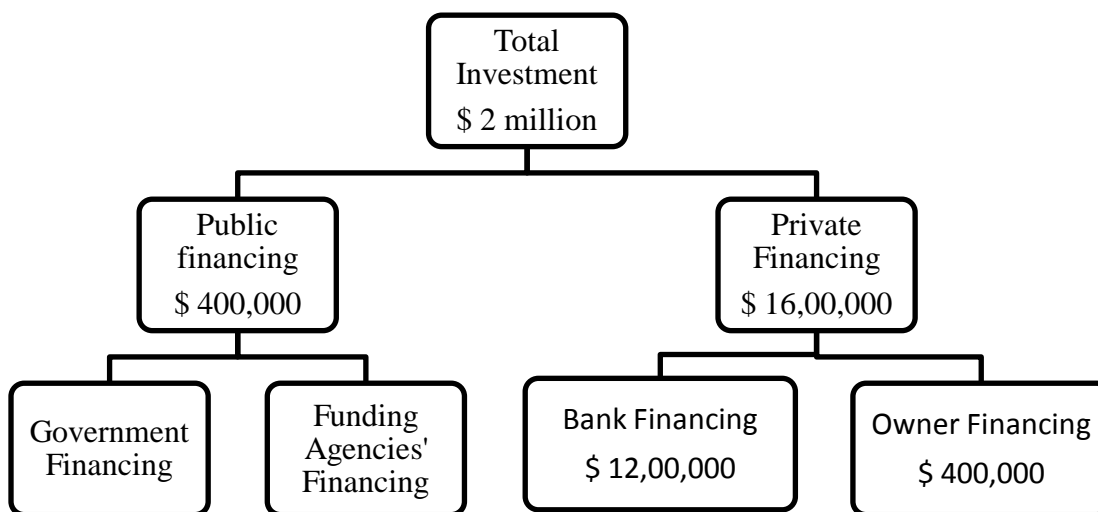 Total
Investment
$ 2 million
Public
financing
$ 400,000
Private
Financing
$ 16,00,000
Government
Financing
Funding
Agencies'
Financing
Bank Financing
$ 12,00,000
Owner Financing
$ 400,000